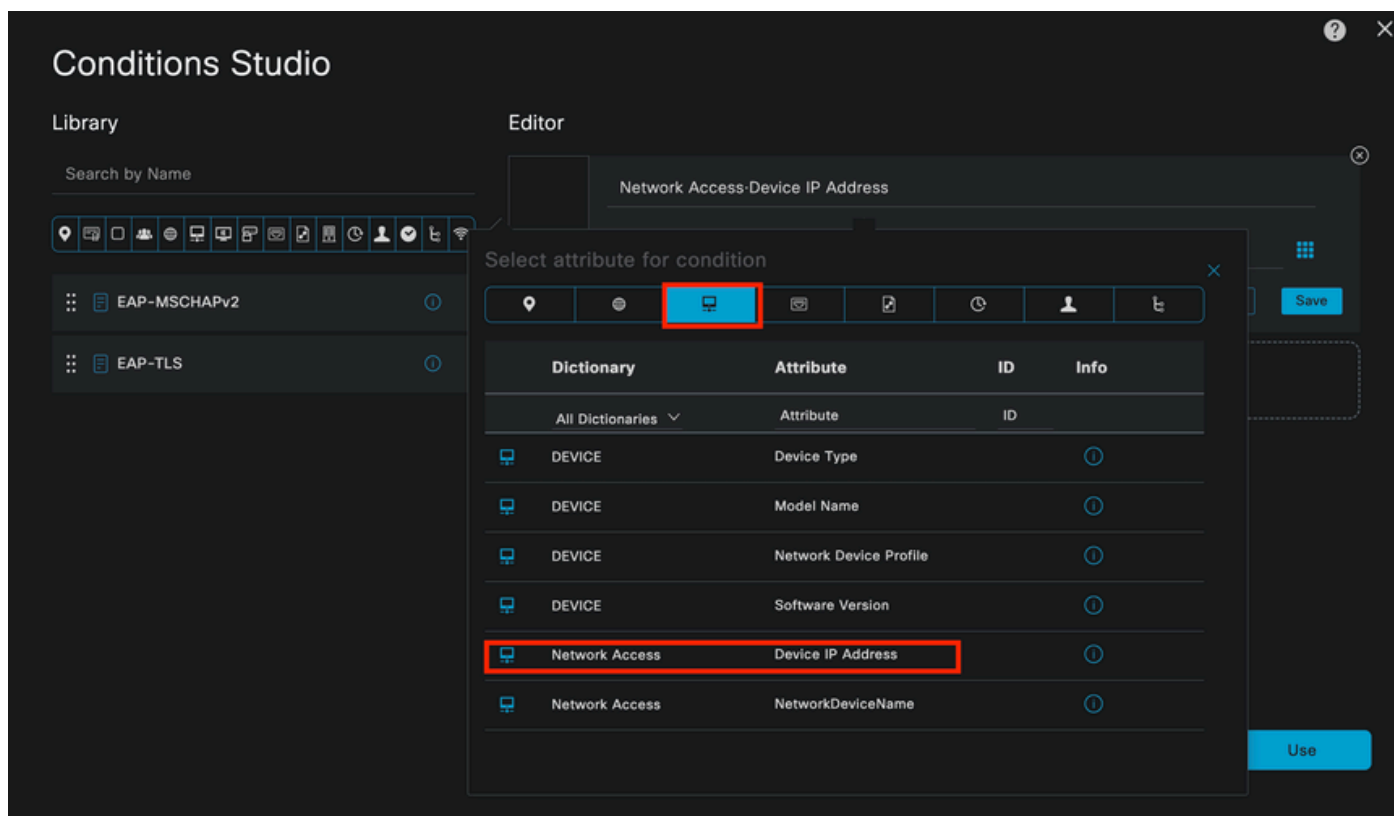 Conditions Studio
Library
Editor
Search by Name
Network Access·Device IP Address
Select attribute for condition
EAP-MSCHAPv2
Save
EAP-TLS
Dictionary Attribute ID Info
All Dictionaries Attribute ID
DEVICE Device Type
DEVICE Model Name
DEVICE Network Device Profile
DEVICE Software Version
Network Access Device IP Address
Network Access NetworkDeviceName
Use